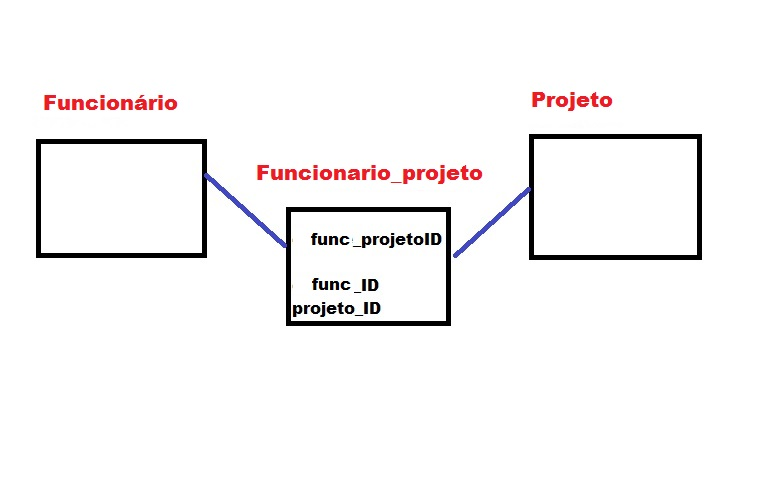 Funcionário
Projeto
Funcionario_projeto
func_projetoID
func_ID
projeto_ID